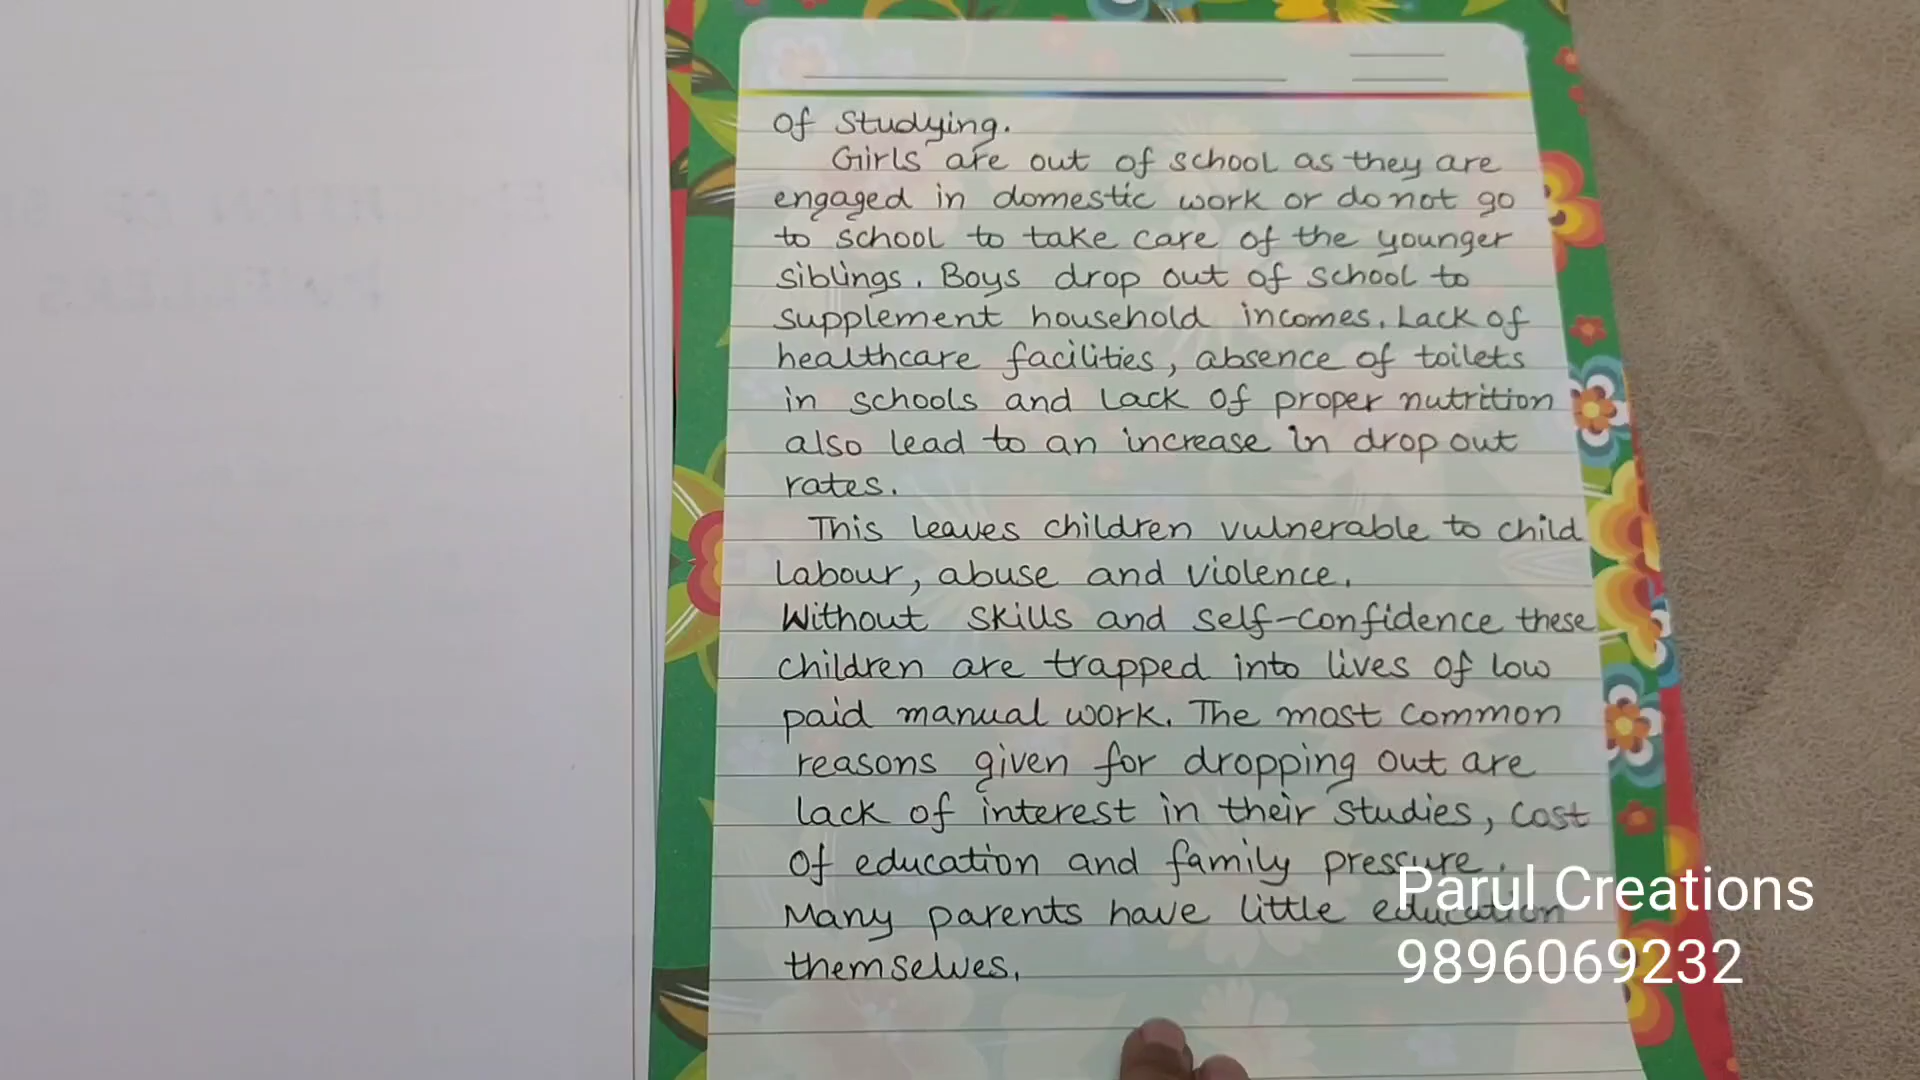 of studying.
Girls are out of school as they are
engaged in domestic work or do not go
to school to take care of the younger
siblings. Boys drop out of school to
supplement household incomes. Lack of
healthcare facilities, absence of toilets
in schools and lack of proper nutrition
also lead to an increase in drop out
rates.
This leaves children vulnerable to child
labour, abuse and violence.
Without skills and self-confidence these
children are trapped into lives of low
paid manual work. The most common
reasons given for dropping out are
lack of interest in their studies, cost
of education and family pressure.
Many parents have little education
themselves.
Parul Creations
9896069232